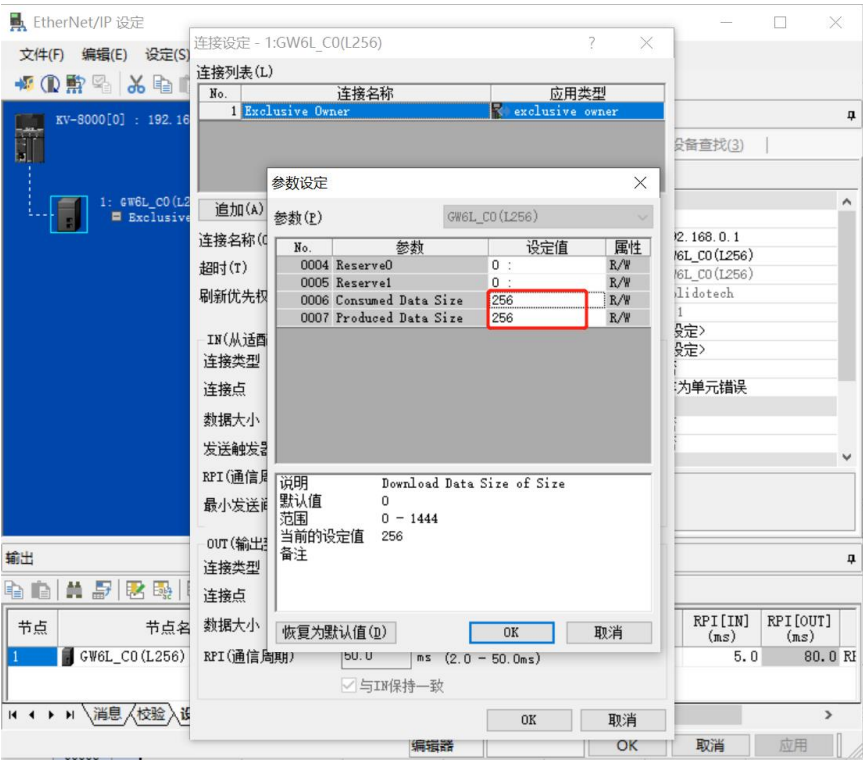 EtherNet/IP 设定
文件(F) 编辑(E) 设定(S)
KV-8000[0] : 192.16
1: GW6L_C0(L2
Exclusive
连接设定 - 1:GW6L_C0(L256)
连接列表(L)
No. 连接名称 应用类型
1 Exclusive Owner exclusive owner
追加(A)
连接名称(
超时(T)
刷新优先权
IN(从适配
连接类型
连接点
数据大小
发送触发器
RPI(通信周
最小发送间
OUT(输出到
连接类型
连接点
数据大小
RPI(通信周期) 50.0 ms (2.0 - 50.0ms)
与IN保持一致
OK 取消
参数设定
参数(P) GW6L_C0(L256)
No. 参数 设定值 属性
0004 Reserve0 0 : R/W
0005 Reserve1 0 : R/W
0006 Consumed Data Size 256 R/W
0007 Produced Data Size 256 R/W
说明 Download Data Size of Size
默认值 0
范围 0 - 1444
当前的设定值 256
备注
恢复为默认值(D) OK 取消
设备查找(3)
92.168.0.1
W6L_C0(L256)
W6L_C0(L256)
olidotech
1
设定>
设定>
为单元错误
输出
节点 节点名 RPI[IN] (ms) RPI[OUT] (ms)
1 GW6L_C0(L256) 5.0 80.0
消息 校验 设
编辑器 OK 取消 应用